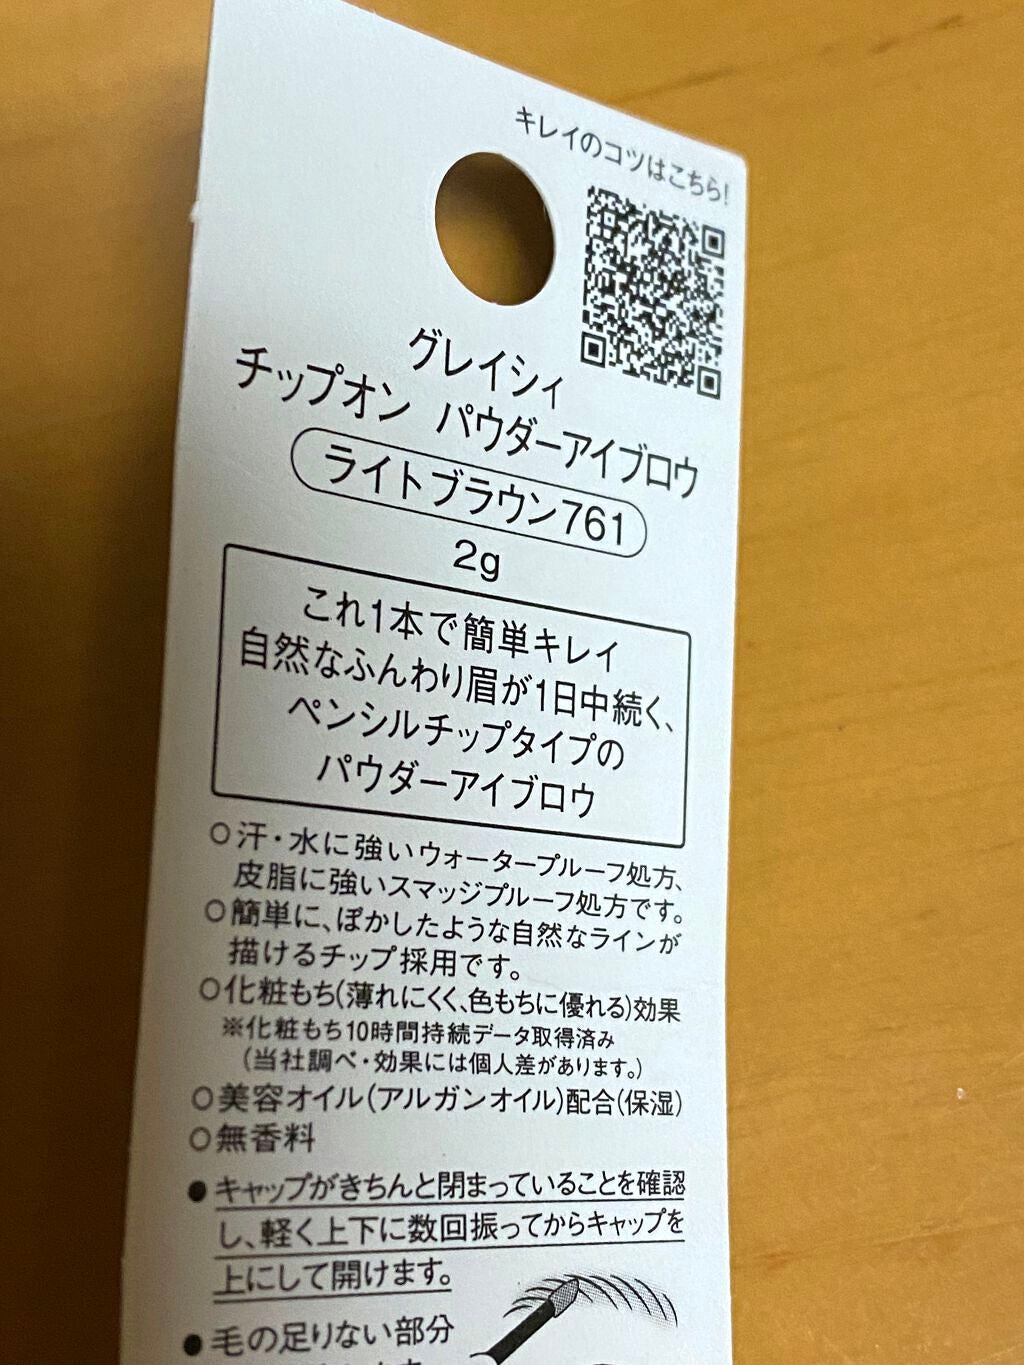 キレイのコツはこちら!
グレイシィ
チップオン パウダーアイブロウ
ライトブラウン761
2g
これ1本で簡単キレイ
自然なふんわり眉が1日中続く、
ペンシルチップタイプの
パウダーアイブロウ
○汗・水に強いウォータープルーフ処方、
皮脂に強いスマッジプルーフ処方です。
○簡単に、ぼかしたような自然なラインが
描けるチップ採用です。
○化粧もち(薄れにくく、色もちに優れる)効果
※化粧もち10時間持続データ取得済み
(当社調べ・効果には個人差があります。)
○美容オイル(アルガンオイル)配合(保湿)
○無香料
●キャップがきちんと閉まっていることを確認
し、軽く上下に数回振ってからキャップを
上にして開けます。
●毛の足りない部分